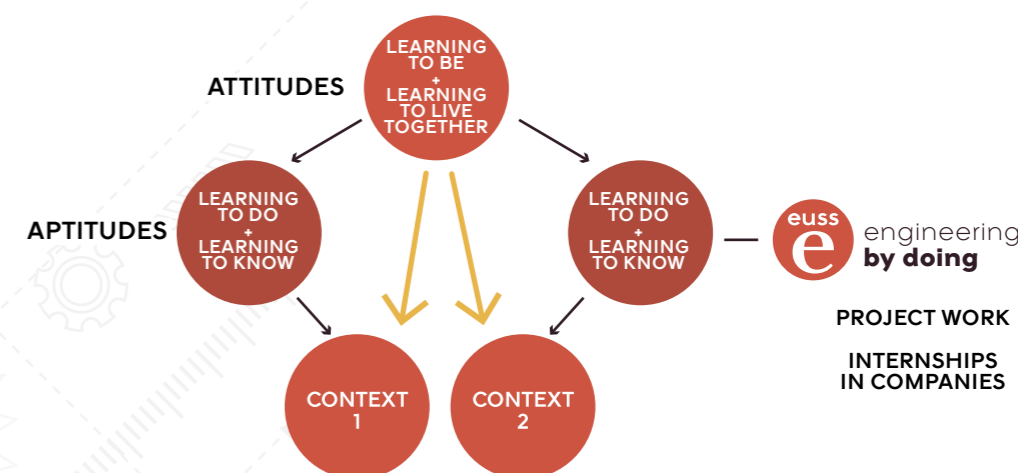 LEARNING
TO BE
+
LEARNING
TO LIVE
TOGETHER
ATTITUDES
LEARNING
TO DO
+
LEARNING
TO KNOW
APTITUDES
LEARNING
TO DO
+
LEARNING
TO KNOW
euss
e
engineering
by doing
PROJECT WORK
INTERNSHIPS
IN COMPANIES
CONTEXT
1
CONTEXT
2